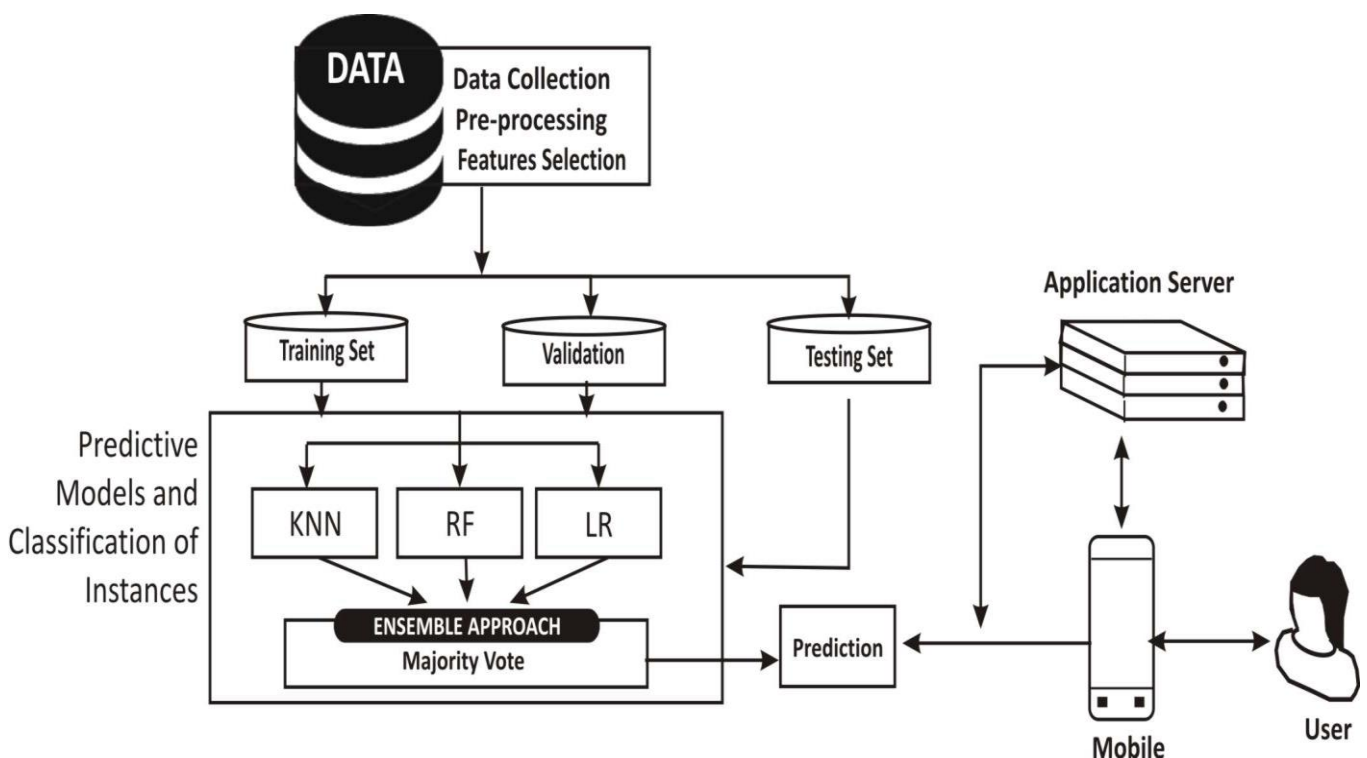 DATA
Data Collection
Pre-processing
Features Selection
Application Server
Training Set
Validation
Testing Set
Predictive
Models and
Classification of
Instances
KNN
RF
LR
ENSEMBLE APPROACH
Majority Vote
Prediction
Mobile
User